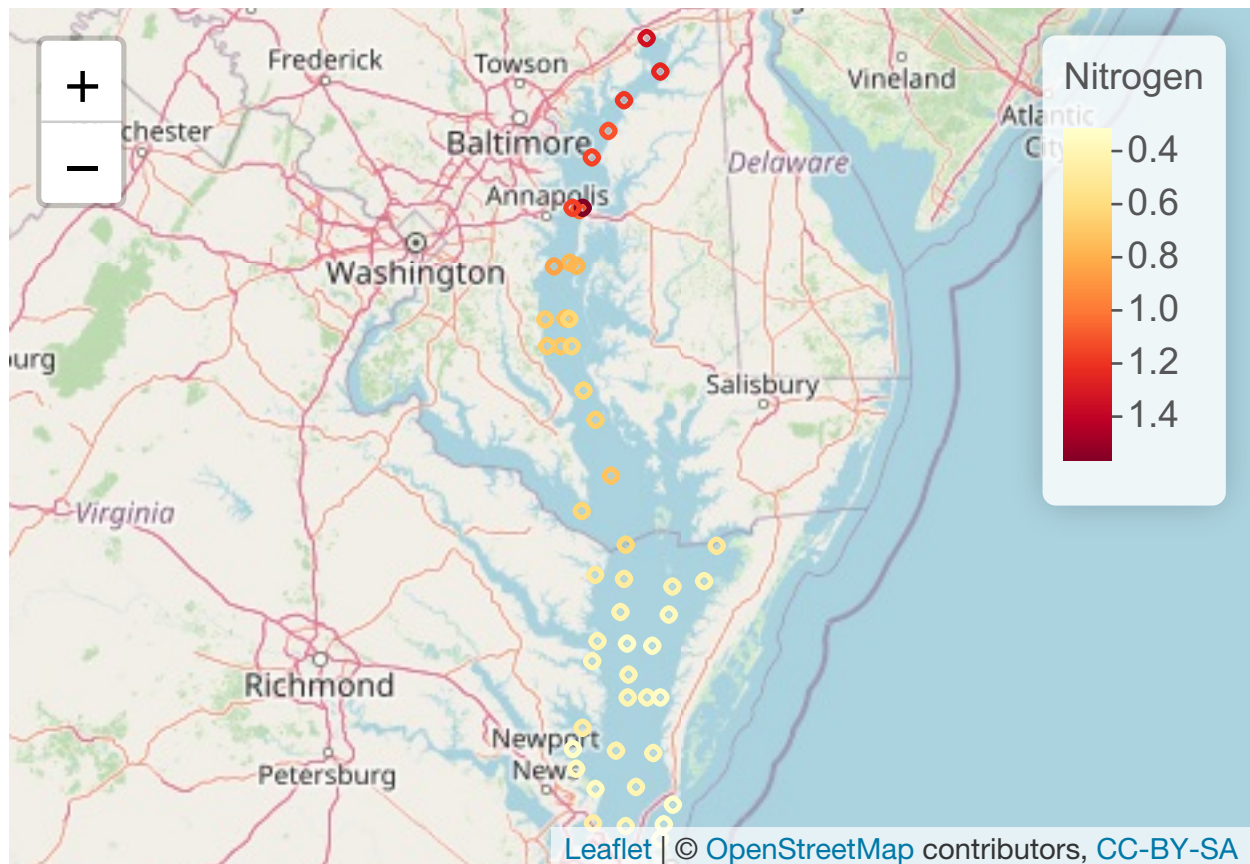 +
−
Frederick
Towson
chester
Baltimore
Annapolis
Washington
Delaware
Vineland
Atlantic
City
urg
Salisbury
Virginia
Richmond
Petersburg
Newport
News
Nitrogen
0.4
0.6
0.8
1.0
1.2
1.4
Leaflet | © OpenStreetMap contributors, CC-BY-SA